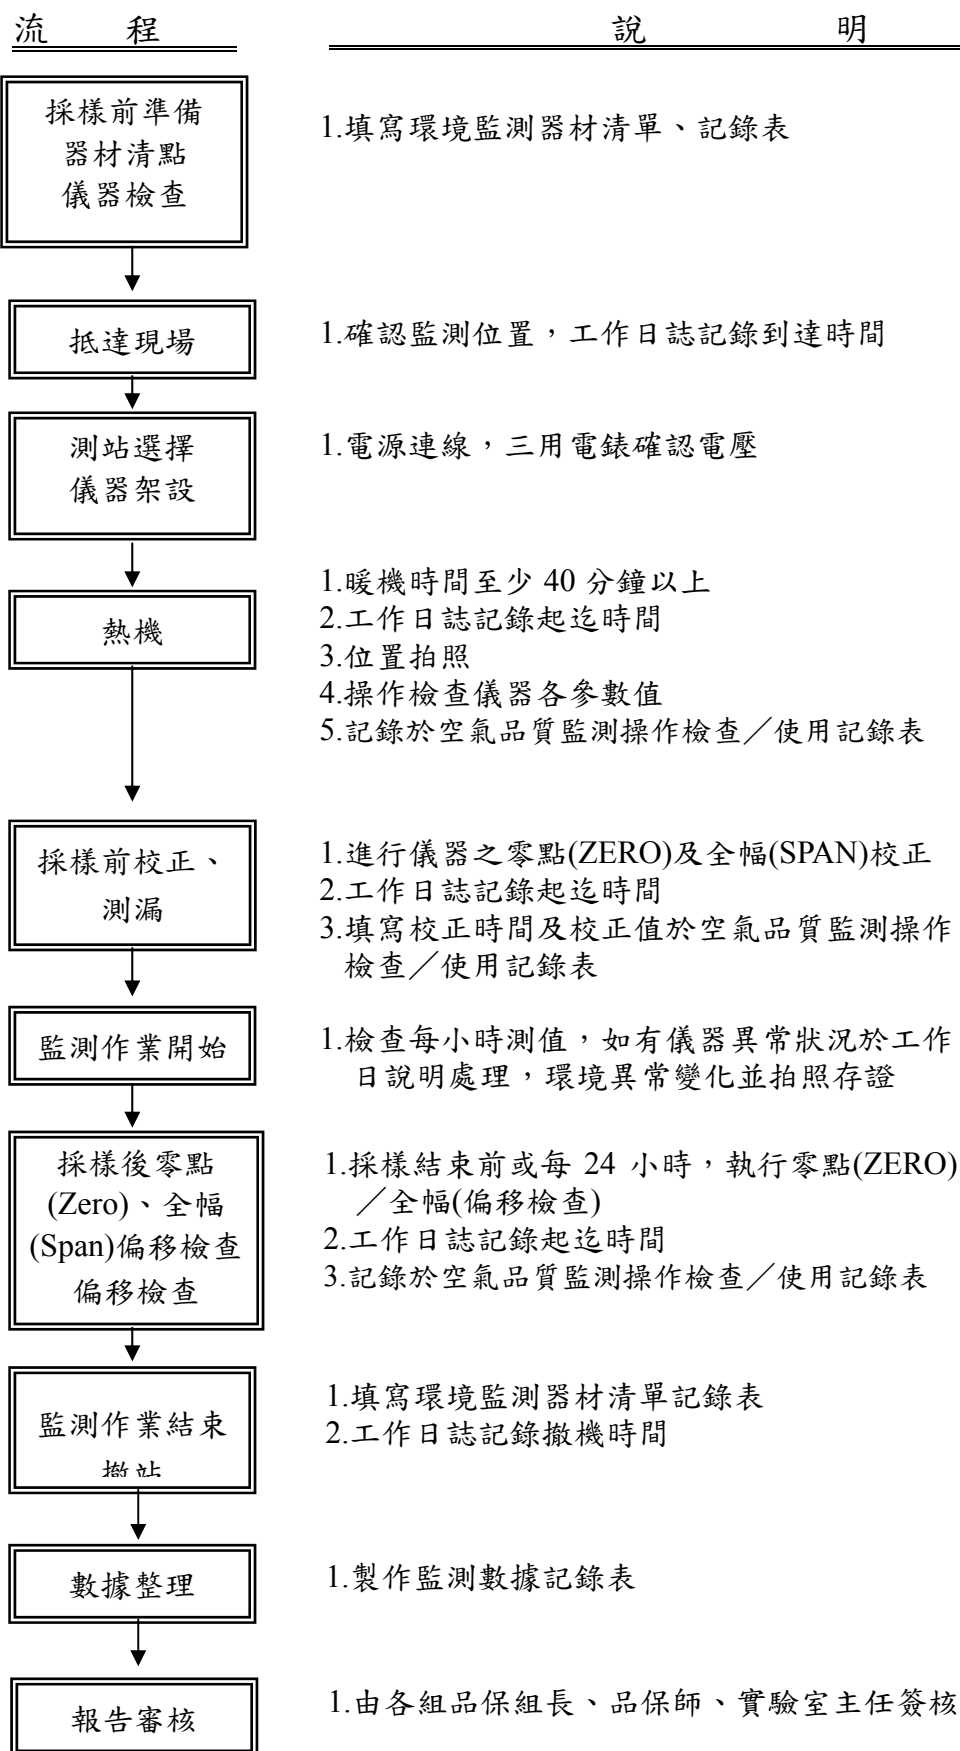 流 程 說 明
採樣前準備
器材清點
儀器檢查
1.填寫環境監測器材清單、記錄表
抵達現場
1.確認監測位置，工作日誌記錄到達時間
測站選擇
儀器架設
1.電源連線，三用電錶確認電壓
熱機
1.暖機時間至少 40 分鐘以上
2.工作日誌記錄起迄時間
3.位置拍照
4.操作檢查儀器各參數值
5.記錄於空氣品質監測操作檢查／使用記錄表
採樣前校正、
測漏
1.進行儀器之零點(ZERO)及全幅(SPAN)校正
2.工作日誌記錄起迄時間
3.填寫校正時間及校正值於空氣品質監測操作
檢查／使用記錄表
監測作業開始
1.檢查每小時測值，如有儀器異常狀況於工作
日說明處理，環境異常變化並拍照存證
採樣後零點
(Zero)、全幅
(Span)偏移檢查
偏移檢查
1.採樣結束前或每 24 小時，執行零點(ZERO)
／全幅(偏移檢查)
2.工作日誌記錄起迄時間
3.記錄於空氣品質監測操作檢查／使用記錄表
監測作業結束
撤站
1.填寫環境監測器材清單記錄表
2.工作日誌記錄撤機時間
數據整理
1.製作監測數據記錄表
報告審核
1.由各組品保組長、品保師、實驗室主任簽核